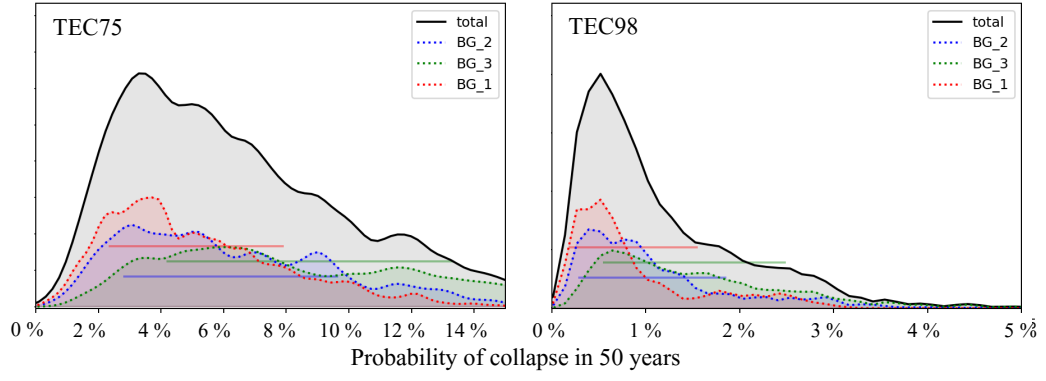 TEC75
total
BG_2
BG_3
BG_1
0 % 2 % 4 % 6 % 8 % 10 % 12 % 14 %
TEC98
total
BG_2
BG_3
BG_1
0 % 1 % 2 % 3 % 4 % 5 %
Probability of collapse in 50 years